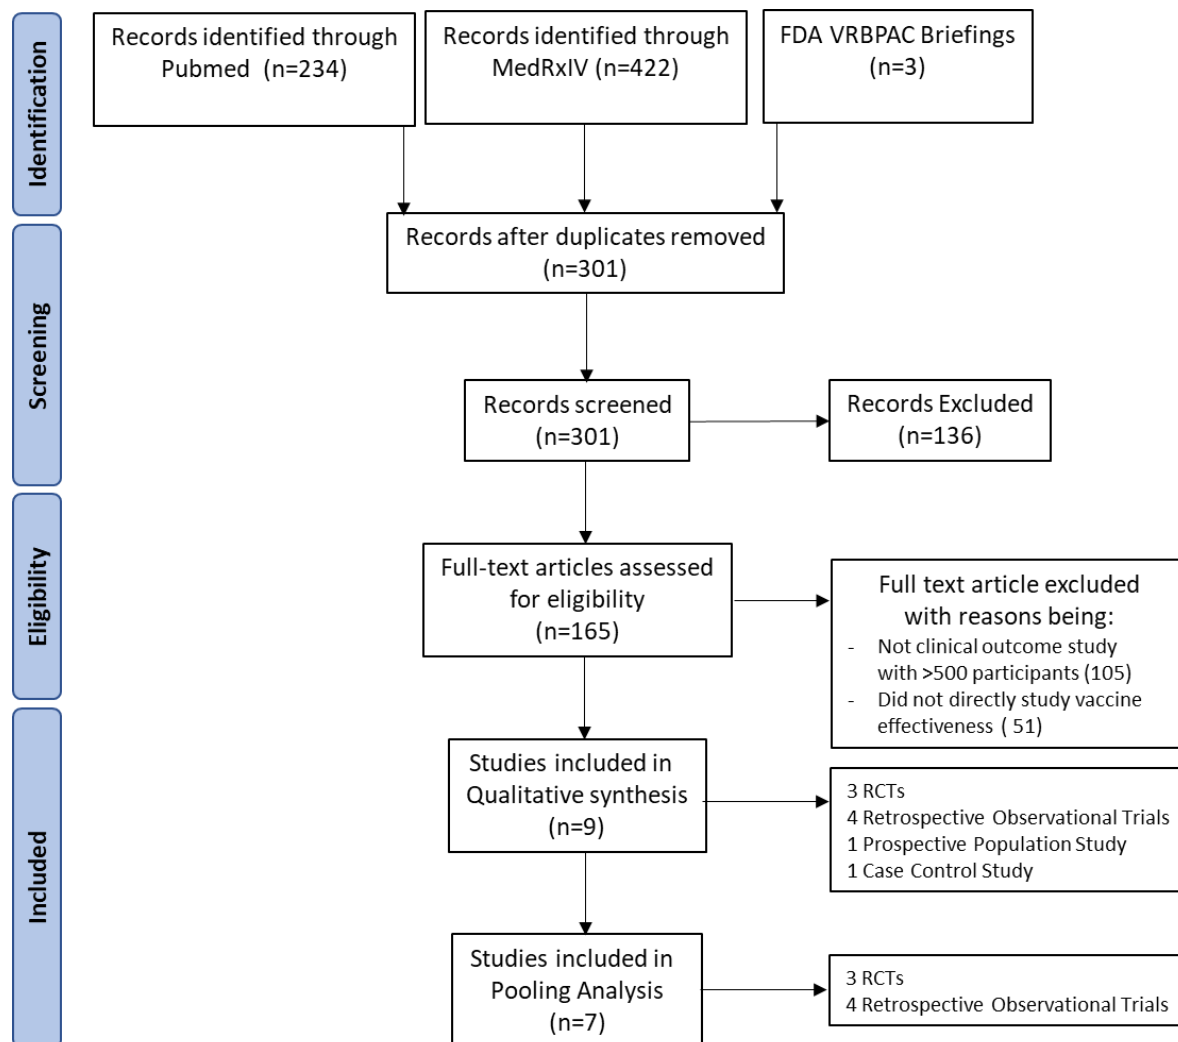 Identification
Records identified through
Pubmed (n=234)
Records identified through
MedRxIV (n=422)
FDA VRBPAC Briefings
(n=3)
Screening
Records after duplicates removed
(n=301)
Records screened
(n=301)
Records Excluded
(n=136)
Eligibility
Full-text articles assessed
for eligibility
(n=165)
Full text article excluded
with reasons being:
- Not clinical outcome study
with >500 participants (105)
- Did not directly study vaccine
effectiveness ( 51)
Included
Studies included in
Qualitative synthesis
(n=9)
3 RCTs
4 Retrospective Observational Trials
1 Prospective Population Study
1 Case Control Study
Studies included in
Pooling Analysis
(n=7)
3 RCTs
4 Retrospective Observational Trials